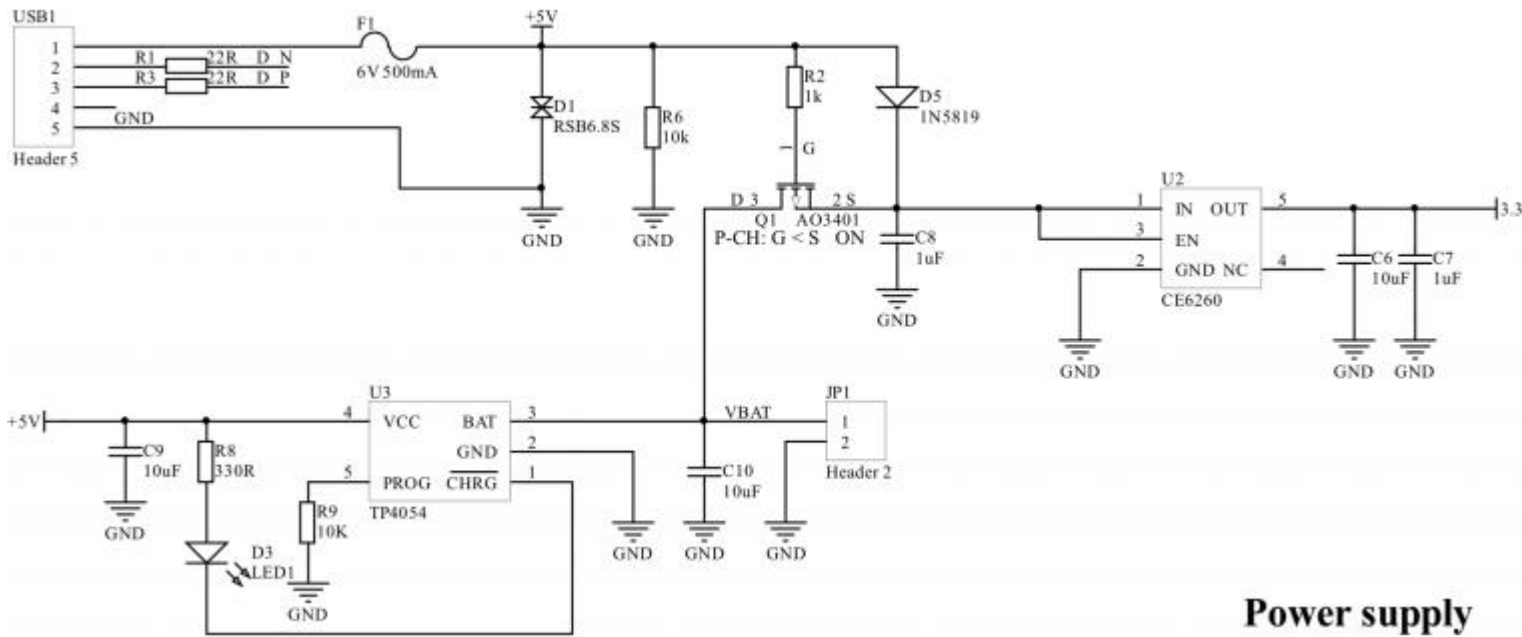 USB1
1
2
3
4
5
Header 5
R1 22R D_N
R3 22R D_P
GND
F1
6V 500mA
+5V
D1
RSB6.8S
GND
R6
10k
GND
R2
1k
1 G
D 3
2 S
Q1 AO3401
P-CH: G < S ON
D5
1N5819
C8
1uF
GND
U2
1 IN OUT 5
3 EN
2 GND NC 4
CE6260
GND
C6
10uF
GND
C7
1uF
GND
3.3
+5V
C9
10uF
GND
R8
330R
D3
LED1
U3
4 VCC BAT 3
GND 2
5 PROG CHRG 1
TP4054
R9
10K
GND
GND
VBAT
C10
10uF
GND
JP1
1
2
Header 2
GND
Power supply